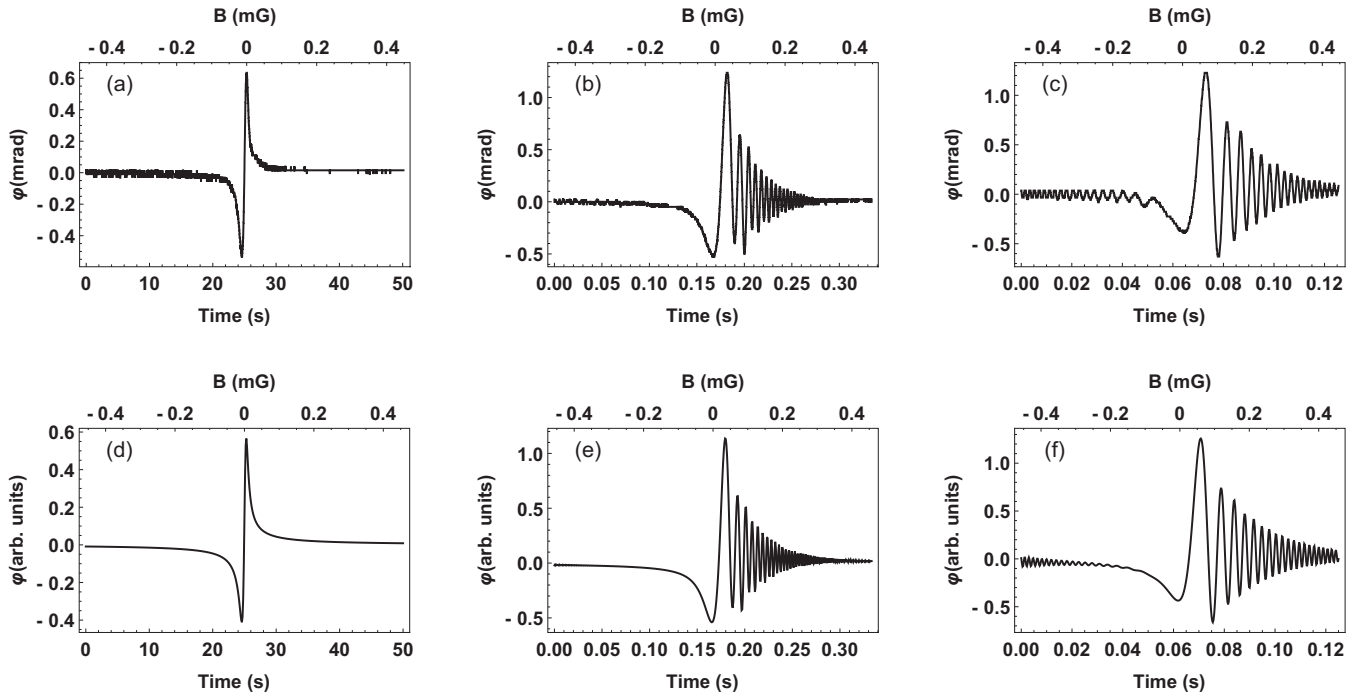 B (mG)
- 0.4 - 0.2 0 0.2 0.4
(a)
φ(mrad)
0.6
0.4
0.2
0.0
- 0.2
- 0.4
0 10 20 30 40 50
Time (s)
B (mG)
- 0.4 - 0.2 0 0.2 0.4
(b)
φ(mrad)
1.0
0.5
0.0
- 0.5
0.00 0.05 0.10 0.15 0.20 0.25 0.30
Time (s)
B (mG)
- 0.4 - 0.2 0 0.2 0.4
(c)
φ(mrad)
1.0
0.5
0.0
- 0.5
0.00 0.02 0.04 0.06 0.08 0.10 0.12
Time (s)
B (mG)
- 0.4 - 0.2 0 0.2 0.4
(d)
φ(arb. units)
0.6
0.4
0.2
0.0
- 0.2
- 0.4
0 10 20 30 40 50
Time (s)
B (mG)
- 0.4 - 0.2 0 0.2 0.4
(e)
φ(arb. units)
1.0
0.5
0.0
- 0.5
0.00 0.05 0.10 0.15 0.20 0.25 0.30
Time (s)
B (mG)
- 0.4 - 0.2 0 0.2 0.4
(f)
φ(arb. units)
1.0
0.5
0.0
- 0.5
0.00 0.02 0.04 0.06 0.08 0.10 0.12
Time (s)